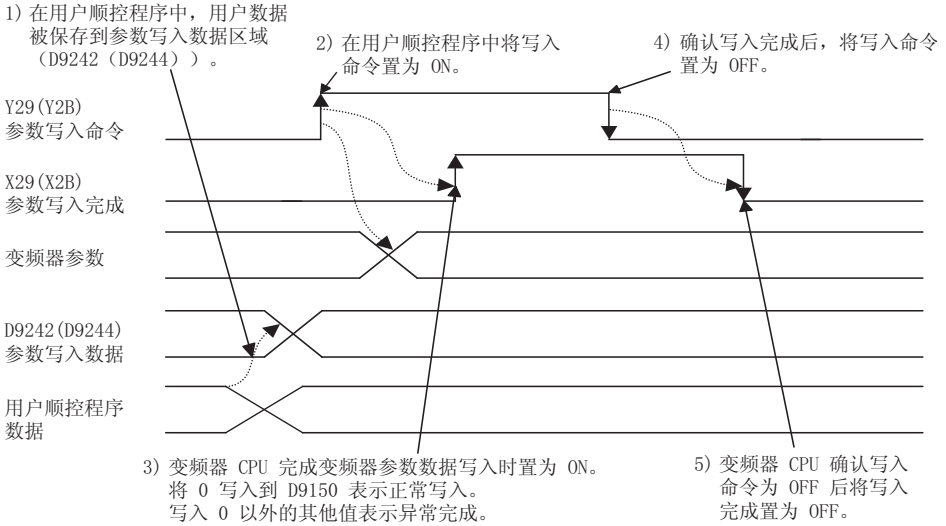 1) 在用户顺控程序中，用户数据
被保存到参数写入数据区域
（D9242（D9244））。
2) 在用户顺控程序中将写入
命令置为 ON。
4) 确认写入完成后，将写入命令
置为 OFF。
Y29(Y2B)
参数写入命令
X29(X2B)
参数写入完成
变频器参数
D9242(D9244)
参数写入数据
用户顺控程序
数据
3) 变频器 CPU 完成变频器参数数据写入时置为 ON。
将 0 写入到 D9150 表示正常写入。
写入 0 以外的其他值表示异常完成。
5) 变频器 CPU 确认写入
命令为 OFF 后将写入
完成置为 OFF。